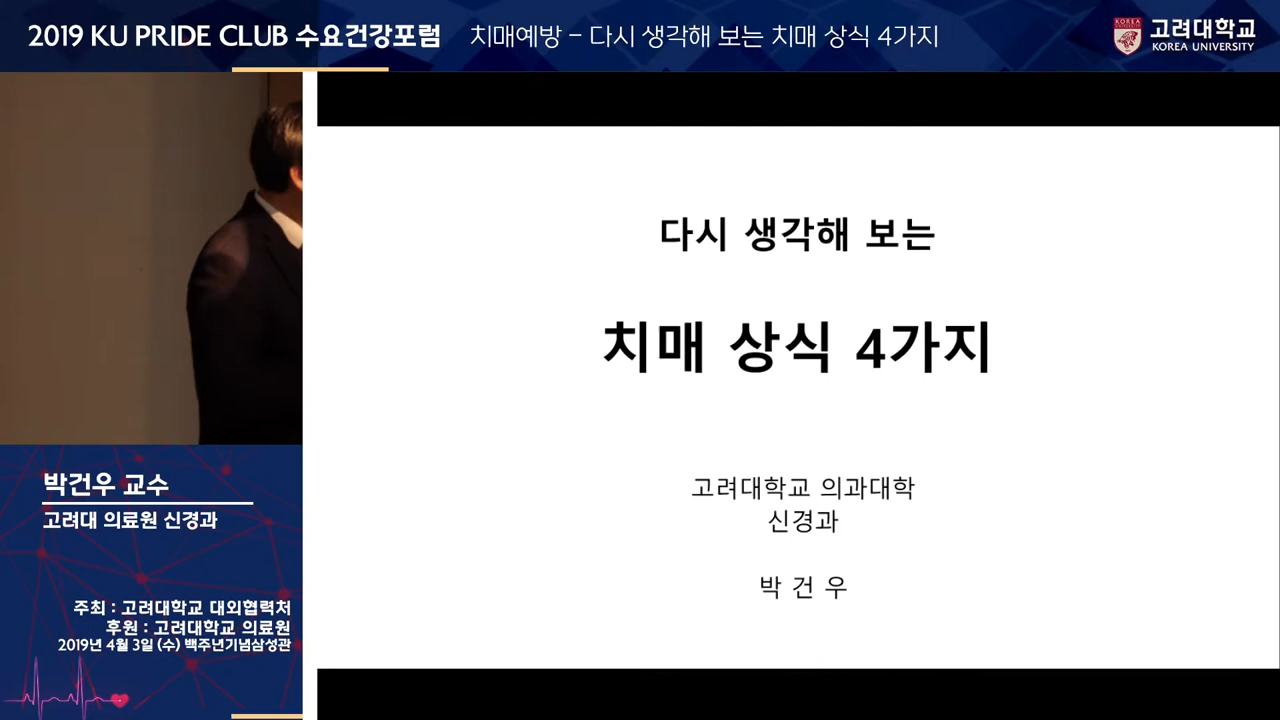 2019 KU PRIDE CLUB 수요건강포럼 치매예방 - 다시 생각해 보는 치매 상식 4가지
KOREA
고려대학교
KOREA UNIVERSITY
다시 생각해 보는
치매 상식 4가지
고려대학교 의과대학
신경과
박 건 우
박건우 교수
고려대 의료원 신경과
주최 : 고려대학교 대외협력처
후원 : 고려대학교 의료원
2019년 4월 3일 (수) 백주년기념삼성관